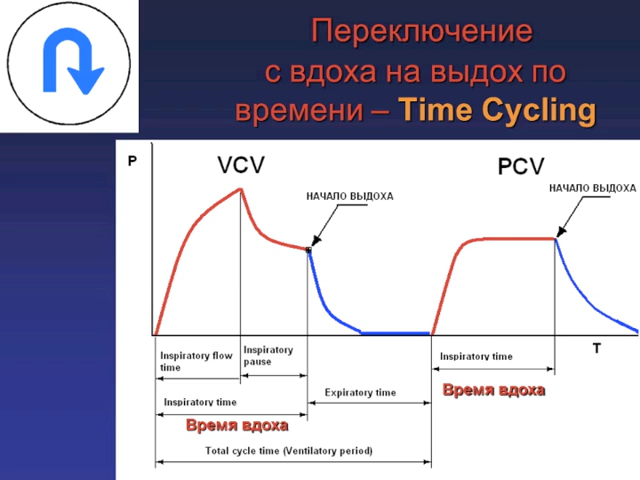 Переключение
с вдоха на выдох по
времени – Time Cycling
P
VCV
PCV
НАЧАЛО ВЫДОХА
НАЧАЛО ВЫДОХА
Inspiratory flow
time
Inspiratory
pause
Inspiratory time
T
Время вдоха
Inspiratory time
Expiratory time
Время вдоха
Total cycle time (Ventilatory period)